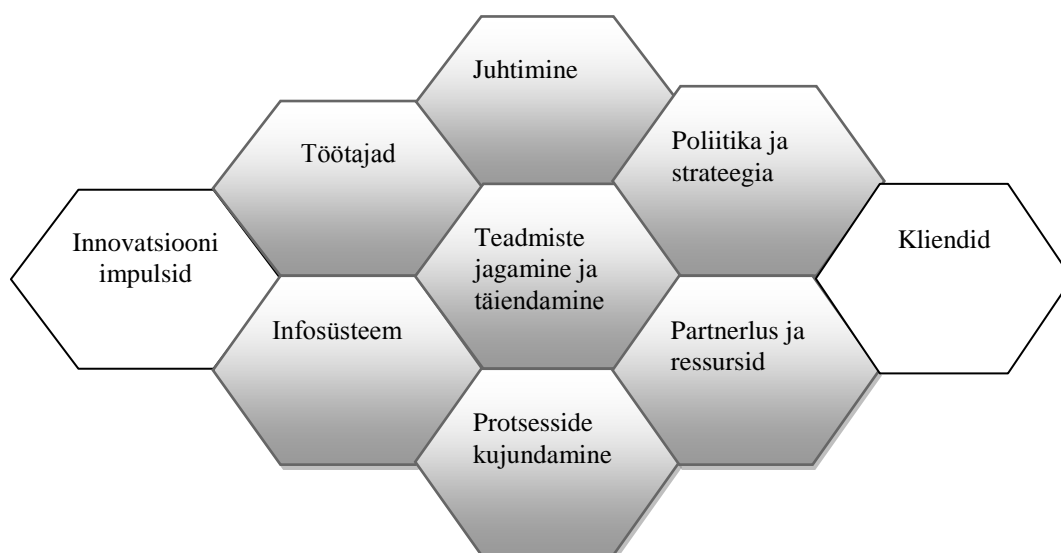 Juhtimine
Töötajad
Poliitika ja
strateegia
Innovatsiooni
impulsid
Teadmiste
jagamine ja
täiendamine
Kliendid
Infosüsteem
Partnerlus ja
ressursid
Protsesside
kujundamine